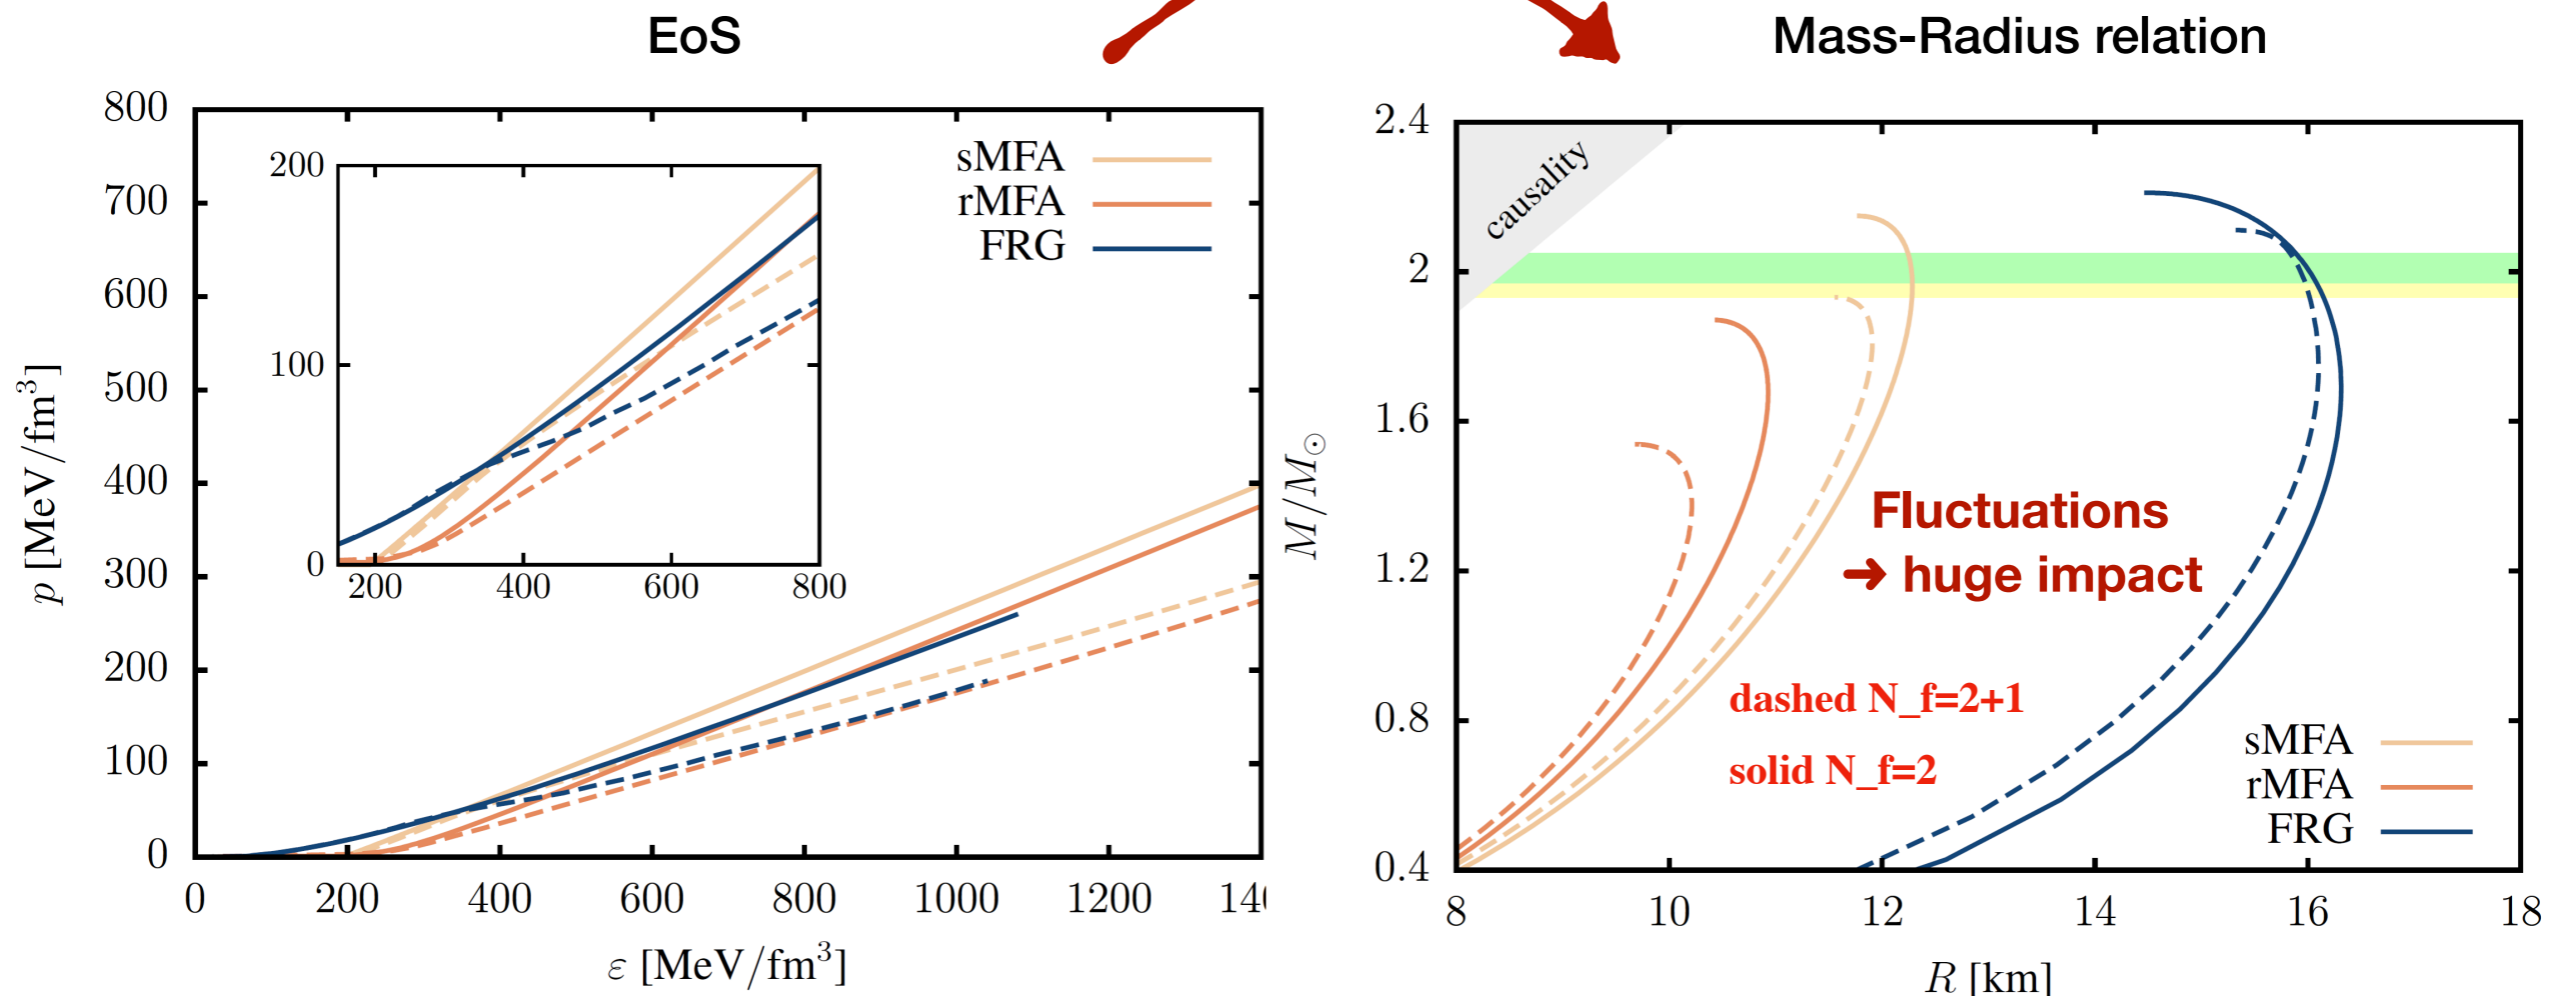 EoS
Mass-Radius relation
800
700
600
500
400
300
200
100
0
p [MeV/fm³]
200
100
0
200 400 600 800
sMFA
rMFA
FRG
0 200 400 600 800 1000 1200 140
ε [MeV/fm³]
2.4
2
1.6
1.2
0.8
0.4
M/M☉
causality
Fluctuations
➜ huge impact
dashed N_f=2+1
solid N_f=2
sMFA
rMFA
FRG
8 10 12 14 16 18
R [km]